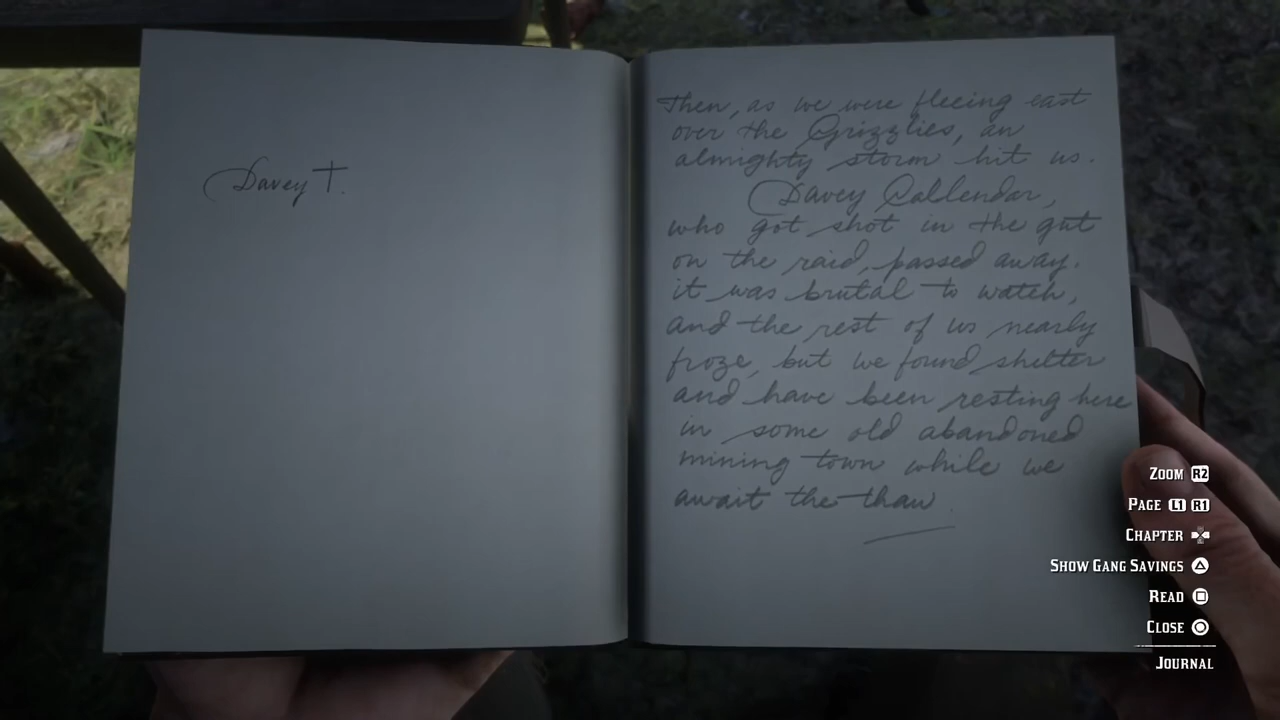 Davey T.
Then, as we were fleeing east
over the Grizzlies, an
almighty storm hit us.
Davey Callendar,
who got shot in the gut
on the raid, passed away.
it was brutal to watch,
and the rest of us nearly
froze, but we found shelter
and have been resting here
in some old abandoned
mining town while we
await the thaw.
ZOOM R2
PAGE L1 R1
CHAPTER
SHOW GANG SAVINGS
READ
CLOSE
JOURNAL